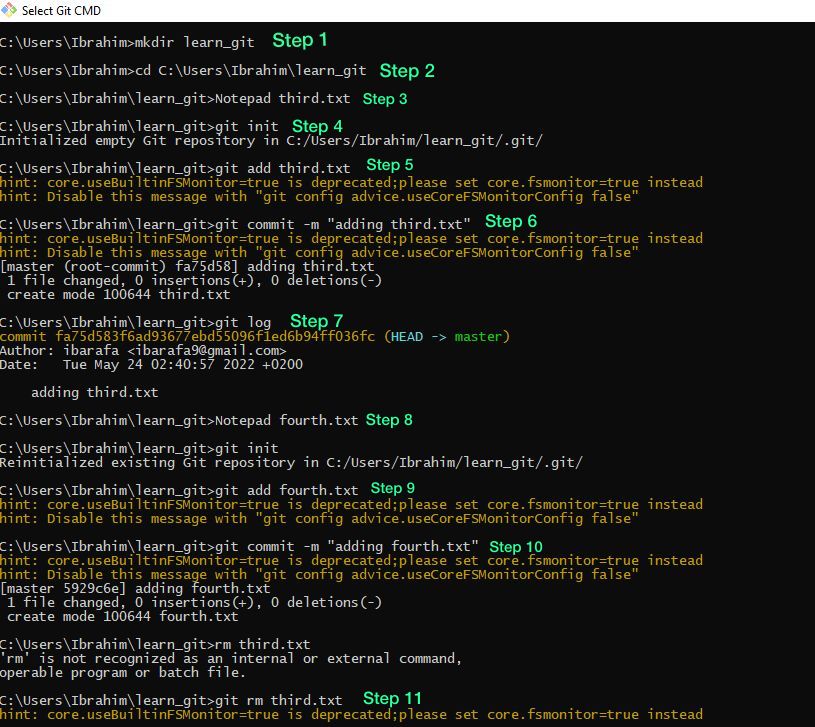 Select Git CMD
C:\Users\Ibrahim>mkdir learn_git Step 1
C:\Users\Ibrahim>cd C:\Users\Ibrahim\learn_git Step 2
C:\Users\Ibrahim\learn_git>Notepad third.txt Step 3
C:\Users\Ibrahim\learn_git>git init Step 4
Initialized empty Git repository in C:/Users/Ibrahim/learn_git/.git/
C:\Users\Ibrahim\learn_git>git add third.txt Step 5
hint: core.useBuiltinFSMonitor=true is deprecated;please set core.fsmonitor=true instead
hint: Disable this message with "git config advice.useCoreFSMonitorConfig false"
C:\Users\Ibrahim\learn_git>git commit -m "adding third.txt" Step 6
hint: core.useBuiltinFSMonitor=true is deprecated;please set core.fsmonitor=true instead
hint: Disable this message with "git config advice.useCoreFSMonitorConfig false"
[master (root-commit) fa75d58] adding third.txt
1 file changed, 0 insertions(+), 0 deletions(-)
create mode 100644 third.txt
C:\Users\Ibrahim\learn_git>git log Step 7
commit fa75d583f6ad93677ebd55096f1ed6b94ff036fc (HEAD -> master)
Author: ibarafa <ibarafa9@gmail.com>
Date: Tue May 24 02:40:57 2022 +0200
adding third.txt
C:\Users\Ibrahim\learn_git>Notepad fourth.txt Step 8
C:\Users\Ibrahim\learn_git>git init
Reinitialized existing Git repository in C:/Users/Ibrahim/learn_git/.git/
C:\Users\Ibrahim\learn_git>git add fourth.txt Step 9
hint: core.useBuiltinFSMonitor=true is deprecated;please set core.fsmonitor=true instead
hint: Disable this message with "git config advice.useCoreFSMonitorConfig false"
C:\Users\Ibrahim\learn_git>git commit -m "adding fourth.txt" Step 10
hint: core.useBuiltinFSMonitor=true is deprecated;please set core.fsmonitor=true instead
hint: Disable this message with "git config advice.useCoreFSMonitorConfig false"
[master 5929c6e] adding fourth.txt
1 file changed, 0 insertions(+), 0 deletions(-)
create mode 100644 fourth.txt
C:\Users\Ibrahim\learn_git>rm third.txt
'rm' is not recognized as an internal or external command,
operable program or batch file.
C:\Users\Ibrahim\learn_git>git rm third.txt Step 11
hint: core.useBuiltinFSMonitor=true is deprecated;please set core.fsmonitor=true instead